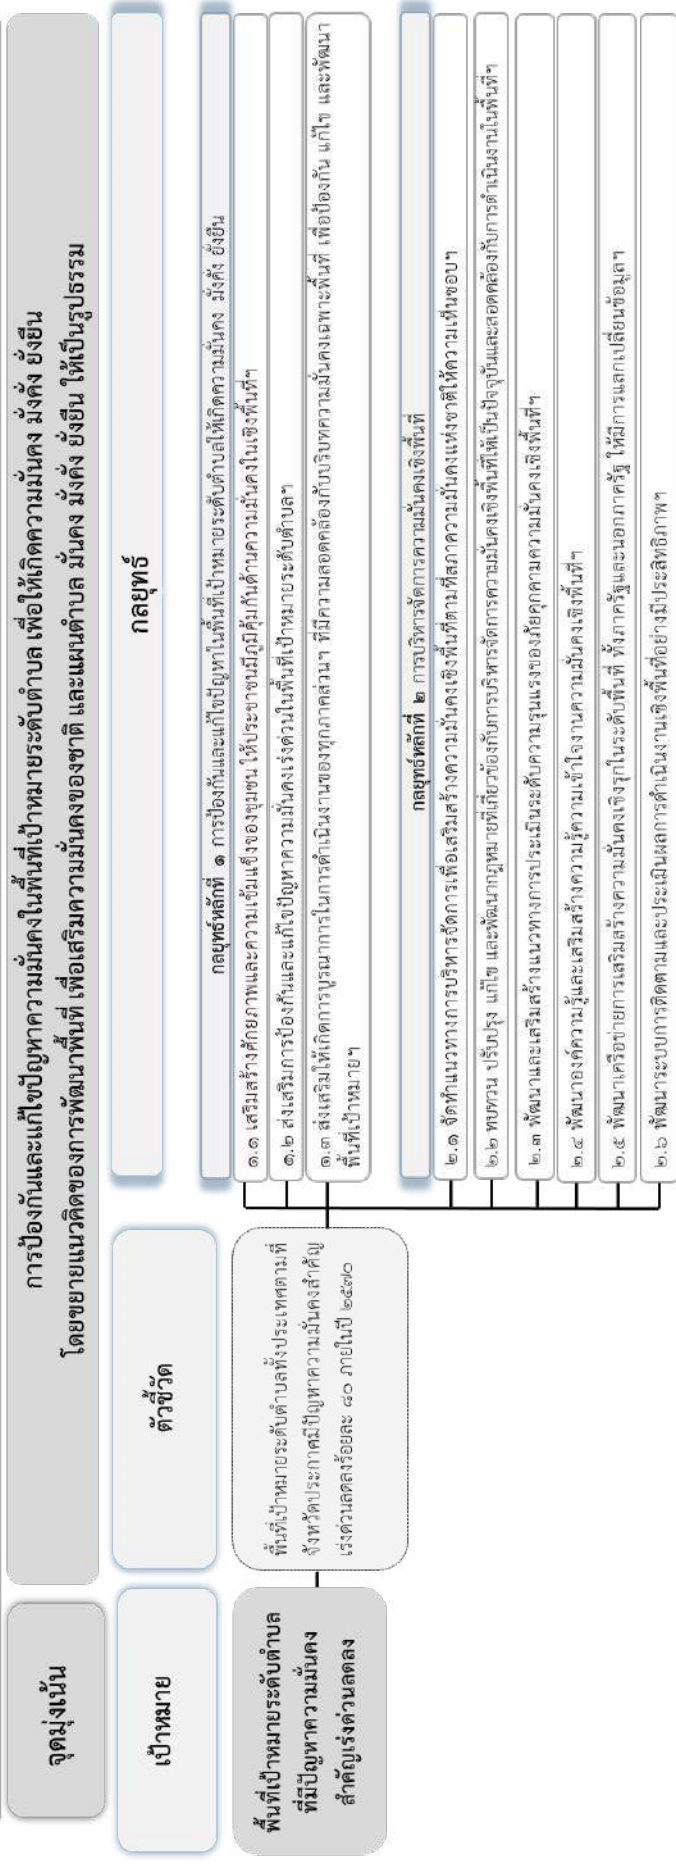 จุดมุ่งเน้น
การป้องกันและแก้ไขปัญหาความมั่นคงในพื้นที่เป้าหมายระดับตำบล เพื่อให้เกิดความมั่นคง มั่งคั่ง ยั่งยืน
โดยขยายแนวคิดของการพัฒนาพื้นที่ เพื่อเสริมความมั่นคงของชาติ และแผนตำบล มั่นคง มั่งคั่ง ยั่งยืน ให้เป็นรูปธรรม
เป้าหมาย
ตัวชี้วัด
กลยุทธ์
พื้นที่เป้าหมายระดับตำบล
ที่มีปัญหาความมั่นคง
สำคัญเร่งด่วนลดลง
พื้นที่เป้าหมายระดับตำบลทั้งประเทศตามที่
จังหวัดประกาศมีปัญหาความมั่นคงสำคัญ
เร่งด่วนลดลงร้อยละ ๘๐ ภายในปี ๒๕๗๐
กลยุทธ์หลักที่ ๑ การป้องกันและแก้ไขปัญหาในพื้นที่เป้าหมายระดับตำบลให้เกิดความมั่นคง มั่งคั่ง ยั่งยืน
๑.๑ เสริมสร้างศักยภาพและความเข้มแข็งของชุมชน ให้ประชาชนมีภูมิคุ้มกันด้านความมั่นคงในเชิงพื้นที่ฯ
๑.๒ ส่งเสริมการป้องกันและแก้ไขปัญหาความมั่นคงเร่งด่วนในพื้นที่เป้าหมายระดับตำบลฯ
๑.๓ ส่งเสริมให้เกิดการบูรณาการในการดำเนินงานของทุกภาคส่วนฯ ที่มีความสอดคล้องกับบริบทความมั่นคงเฉพาะพื้นที่ เพื่อป้องกัน แก้ไข และพัฒนา
พื้นที่เป้าหมายฯ
กลยุทธ์หลักที่ ๒ การบริหารจัดการความมั่นคงเชิงพื้นที่
๒.๑ จัดทำแนวทางการบริหารจัดการเพื่อเสริมสร้างความมั่นคงเชิงพื้นที่ตามที่สภาความมั่นคงแห่งชาติให้ความเห็นชอบฯ
๒.๒ ทบทวน ปรับปรุง แก้ไข และพัฒนากฎหมายที่เกี่ยวข้องกับการบริหารจัดการความมั่นคงเชิงพื้นที่ให้เป็นปัจจุบันและสอดคล้องกับการดำเนินงานในพื้นที่ฯ
๒.๓ พัฒนาและเสริมสร้างแนวทางการประเมินระดับความรุนแรงของภัยคุกคามความมั่นคงเชิงพื้นที่ฯ
๒.๔ พัฒนาองค์ความรู้และเสริมสร้างความรู้ความเข้าใจงานความมั่นคงเชิงพื้นที่ฯ
๒.๕ พัฒนาเครือข่ายการเสริมสร้างความมั่นคงเชิงรุกในระดับพื้นที่ ทั้งภาครัฐและนอกภาครัฐ ให้มีการแลกเปลี่ยนข้อมูลฯ
๒.๖ พัฒนาระบบการติดตามและประเมินผลการดำเนินงานเชิงพื้นที่อย่างมีประสิทธิภาพฯ